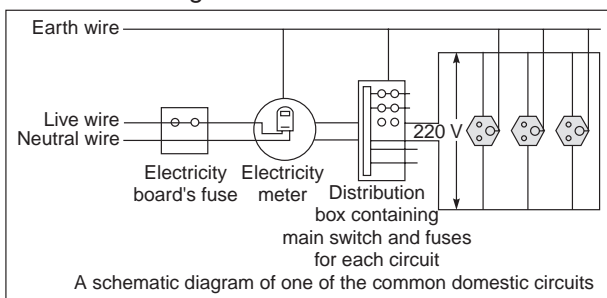 Earth wire
Live wire
Neutral wire
220 V
Electricity board's fuse
Electricity meter
Distribution box containing main switch and fuses for each circuit
A schematic diagram of one of the common domestic circuits